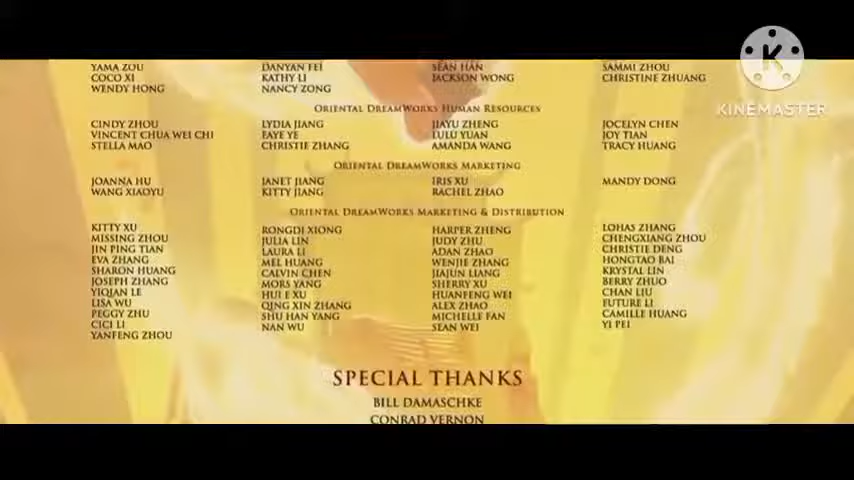 KINEMASTER
YAMA ZOU DANYAN FEI SEAN HAN SAMMI ZHOU
COCO XI KATHY LI JACKSON WONG CHRISTINE ZHUANG
WENDY HONG NANCY ZONG
ORIENTAL DREAMWORKS HUMAN RESOURCES
CINDY ZHOU LYDIA JIANG JIAYU ZHENG JOCELYN CHEN
VINCENT CHUA WEI CHI FAYE YE LULU YUAN JOY TIAN
STELLA MAO CHRISTIE ZHANG AMANDA WANG TRACY HUANG
ORIENTAL DREAMWORKS MARKETING
JOANNA HU JANET JIANG IRIS XU MANDY DONG
WANG XIAOYU KITTY JIANG RACHEL ZHAO
ORIENTAL DREAMWORKS MARKETING & DISTRIBUTION
KITTY XU RONGDI XIONG HARPER ZHENG LOHAS ZHANG
MISSING ZHOU JULIA LIN JUDY ZHU CHENGXIANG ZHOU
JIN PING TIAN LAURA LI ADAN ZHAO CHRISTIE DENG
EVA ZHANG MEL HUANG WENJIE ZHANG HONGTAO BAI
SHARON HUANG CALVIN CHEN JIAJUN LIANG KRYSTAL LIN
JOSEPH ZHANG MORS YANG SHERRY XU BERRY ZHUO
YIQIAN LE HUI E XU HUANFENG WEI CHAN LIU
LISA WU QING XIN ZHANG ALEX ZHAO FUTURE LI
PEGGY ZHU SHU HAN YANG MICHELLE FAN CAMILLE HUANG
CICI LI NAN WU SEAN WEI YI PEI
YANFENG ZHOU
SPECIAL THANKS
BILL DAMASCHKE
CONRAD VERNON